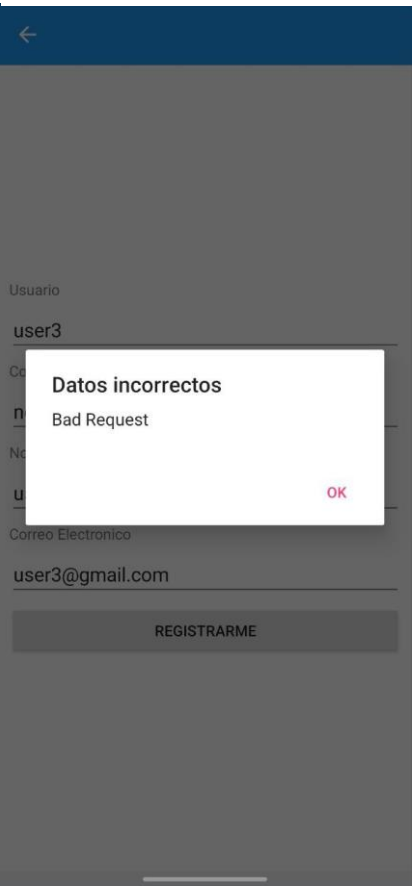 Usuario
user3
Datos incorrectos
Bad Request
OK
Correo Electronico
user3@gmail.com
REGISTRARME